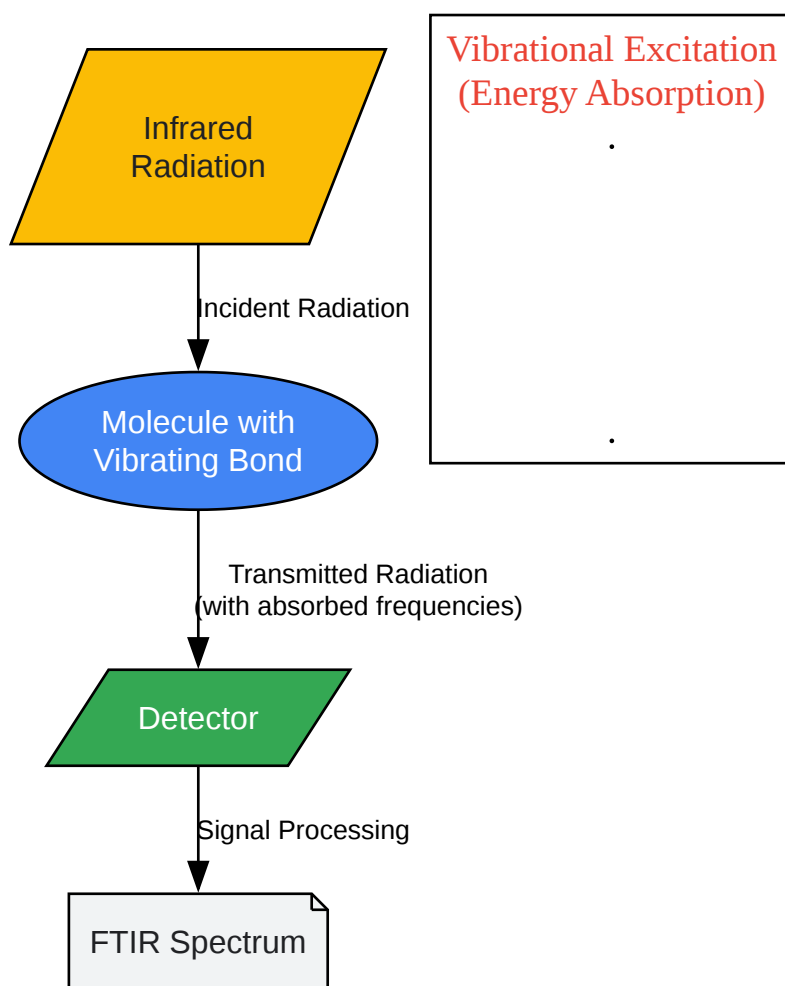 Infrared
Radiation
Vibrational Excitation
(Energy Absorption)
Incident Radiation
Molecule with
Vibrating Bond
Transmitted Radiation
(with absorbed frequencies)
Detector
Signal Processing
FTIR Spectrum